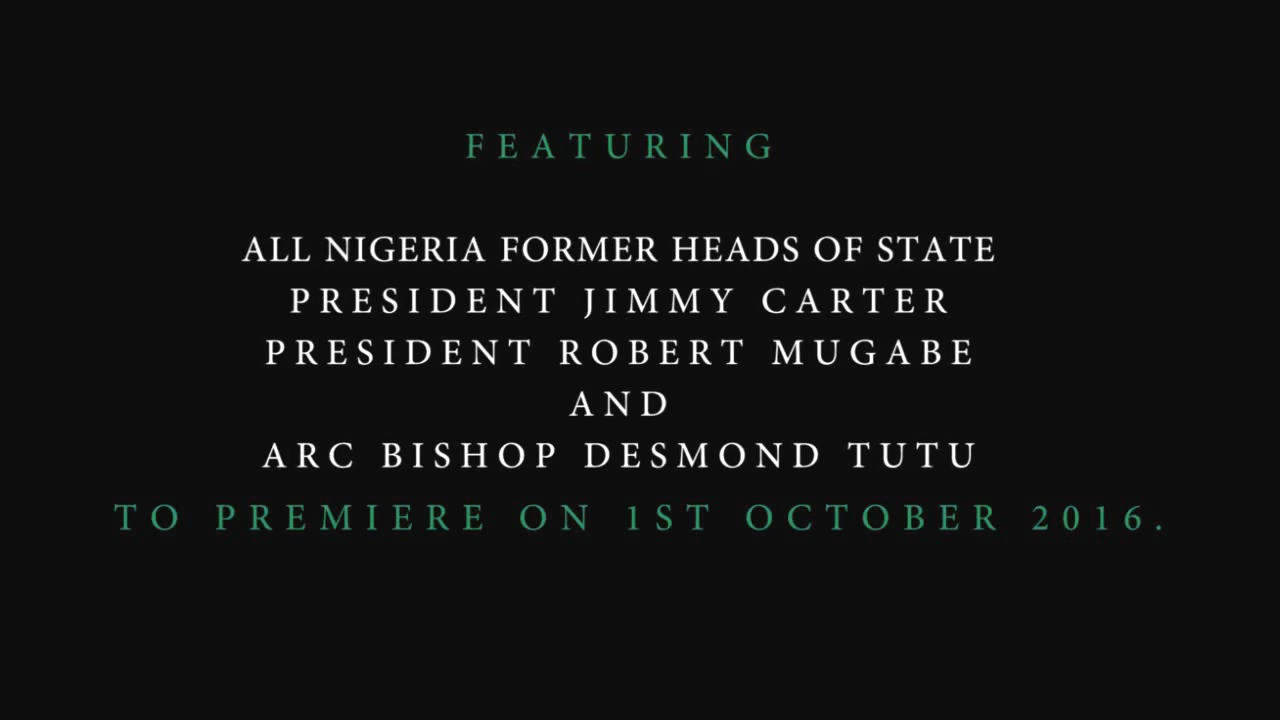 FEATURING
ALL NIGERIA FORMER HEADS OF STATE
PRESIDENT JIMMY CARTER
PRESIDENT ROBERT MUGABE
AND
ARC BISHOP DESMOND TUTU
TO PREMIERE ON 1ST OCTOBER 2016.